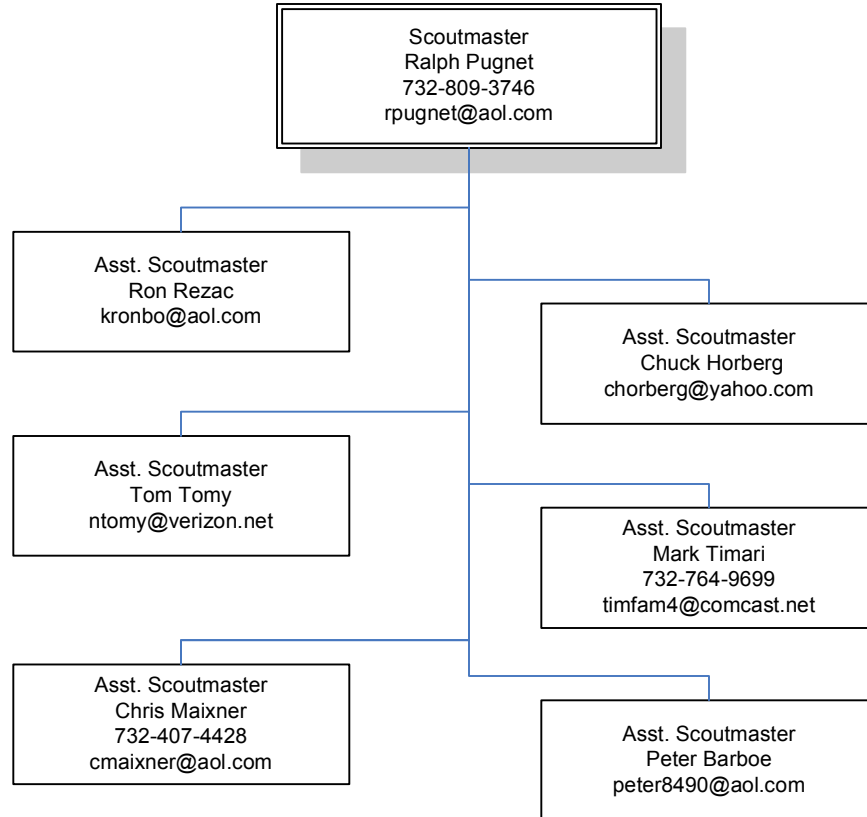 Scoutmaster
Ralph Pugnet
732-809-3746
rpugnet@aol.com
Asst. Scoutmaster
Ron Rezac
kronbo@aol.com
Asst. Scoutmaster
Chuck Horberg
chorberg@yahoo.com
Asst. Scoutmaster
Tom Tomy
ntomy@verizon.net
Asst. Scoutmaster
Mark Timari
732-764-9699
timfam4@comcast.net
Asst. Scoutmaster
Chris Maixner
732-407-4428
cmaixner@aol.com
Asst. Scoutmaster
Peter Barboe
peter8490@aol.com